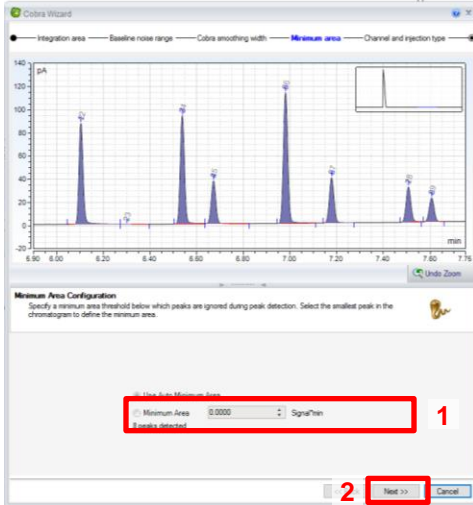 Cobra Wizard
Integration area Baseline noise range Cobra smoothing width Minimum area Channel and injection type
140
pA
120
100
80
60
40
20
0
-20
min
5.90 6.00 6.20 6.40 6.60 6.80 7.00 7.20 7.40 7.60 7.76
Undo Zoom
Minimum Area Configuration
Specify a minimum area threshold below which peaks are ignored during peak detection. Select the smallest peak in the
chromatogram to define the minimum area.
Use Auto Minimum Area
Minimum Area 0.0000 Signal*min
1
8 peaks detected
2
Next >>
Cancel